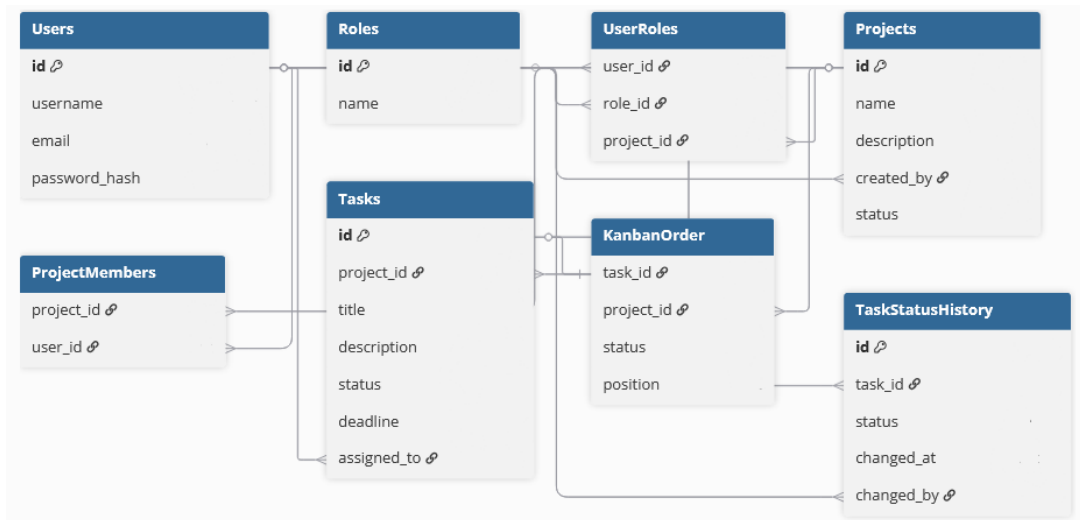 Users
id
username
email
password_hash
Roles
id
name
UserRoles
user_id
role_id
project_id
Projects
id
name
description
created_by
status
Tasks
id
project_id
title
description
status
deadline
assigned_to
KanbanOrder
task_id
project_id
status
position
ProjectMembers
project_id
user_id
TaskStatusHistory
id
task_id
status
changed_at
changed_by